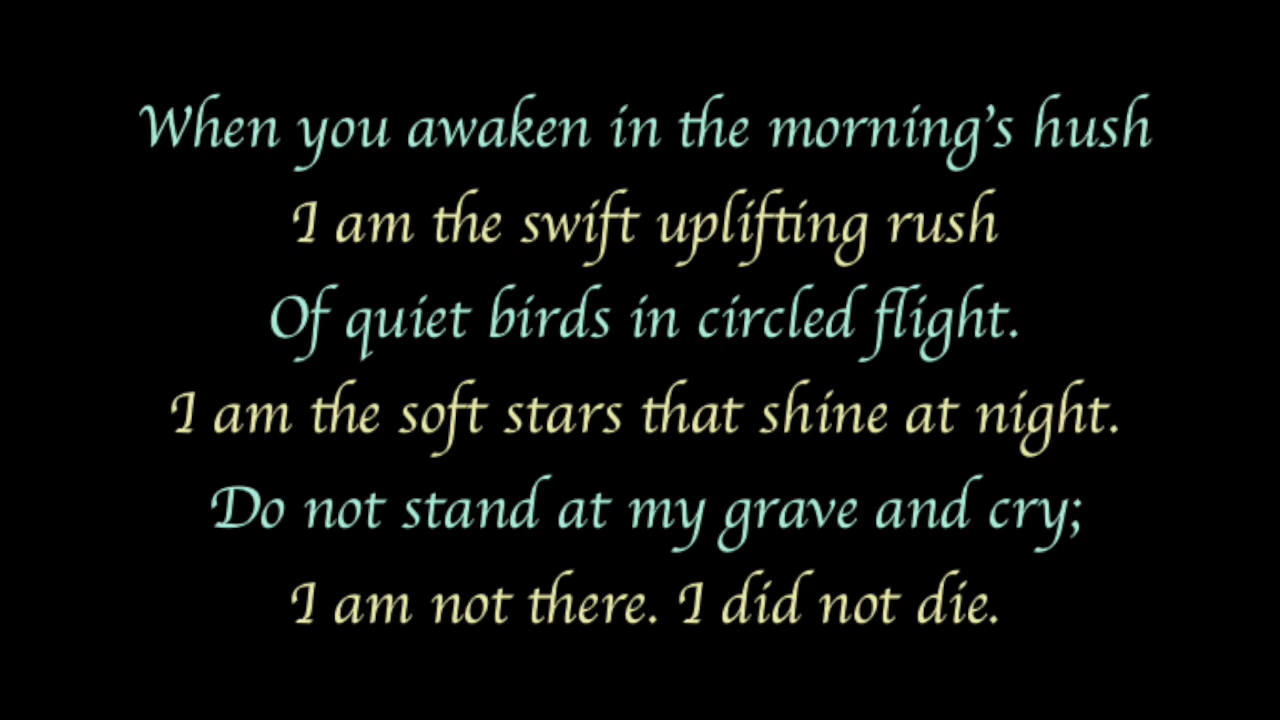 When you awaken in the morning's hush
I am the swift uplifting rush
Of quiet birds in circled flight.
I am the soft stars that shine at night.
Do not stand at my grave and cry;
I am not there. I did not die.